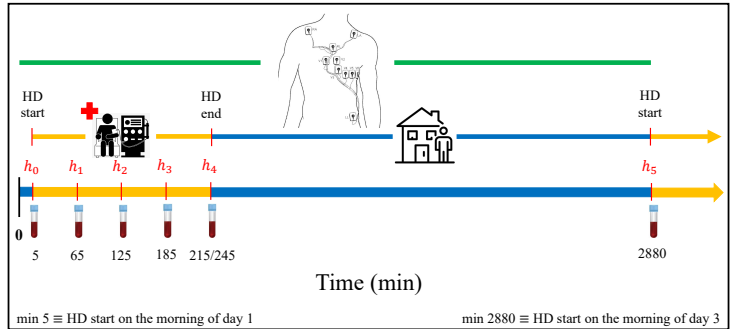 HD
start
HD
end
HD
start
h₀ h₁ h₂ h₃ h₄ h₅
0
5 65 125 185 215/245 2880
Time (min)
min 5 ≡ HD start on the morning of day 1
min 2880 ≡ HD start on the morning of day 3